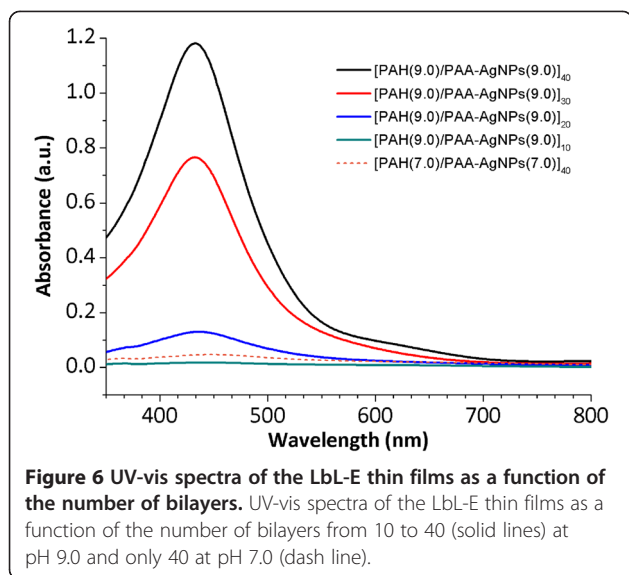 1.2
1.0
0.8
0.6
0.4
0.2
0.0
Absorbance (a.u.)
[PAH(9.0)/PAA-AgNPs(9.0)]40
[PAH(9.0)/PAA-AgNPs(9.0)]30
[PAH(9.0)/PAA-AgNPs(9.0)]20
[PAH(9.0)/PAA-AgNPs(9.0)]10
[PAH(7.0)/PAA-AgNPs(7.0)]40
400 500 600 700 800
Wavelength (nm)
Figure 6 UV-vis spectra of the LbL-E thin films as a function of
the number of bilayers. UV-vis spectra of the LbL-E thin films as a
function of the number of bilayers from 10 to 40 (solid lines) at
pH 9.0 and only 40 at pH 7.0 (dash line).